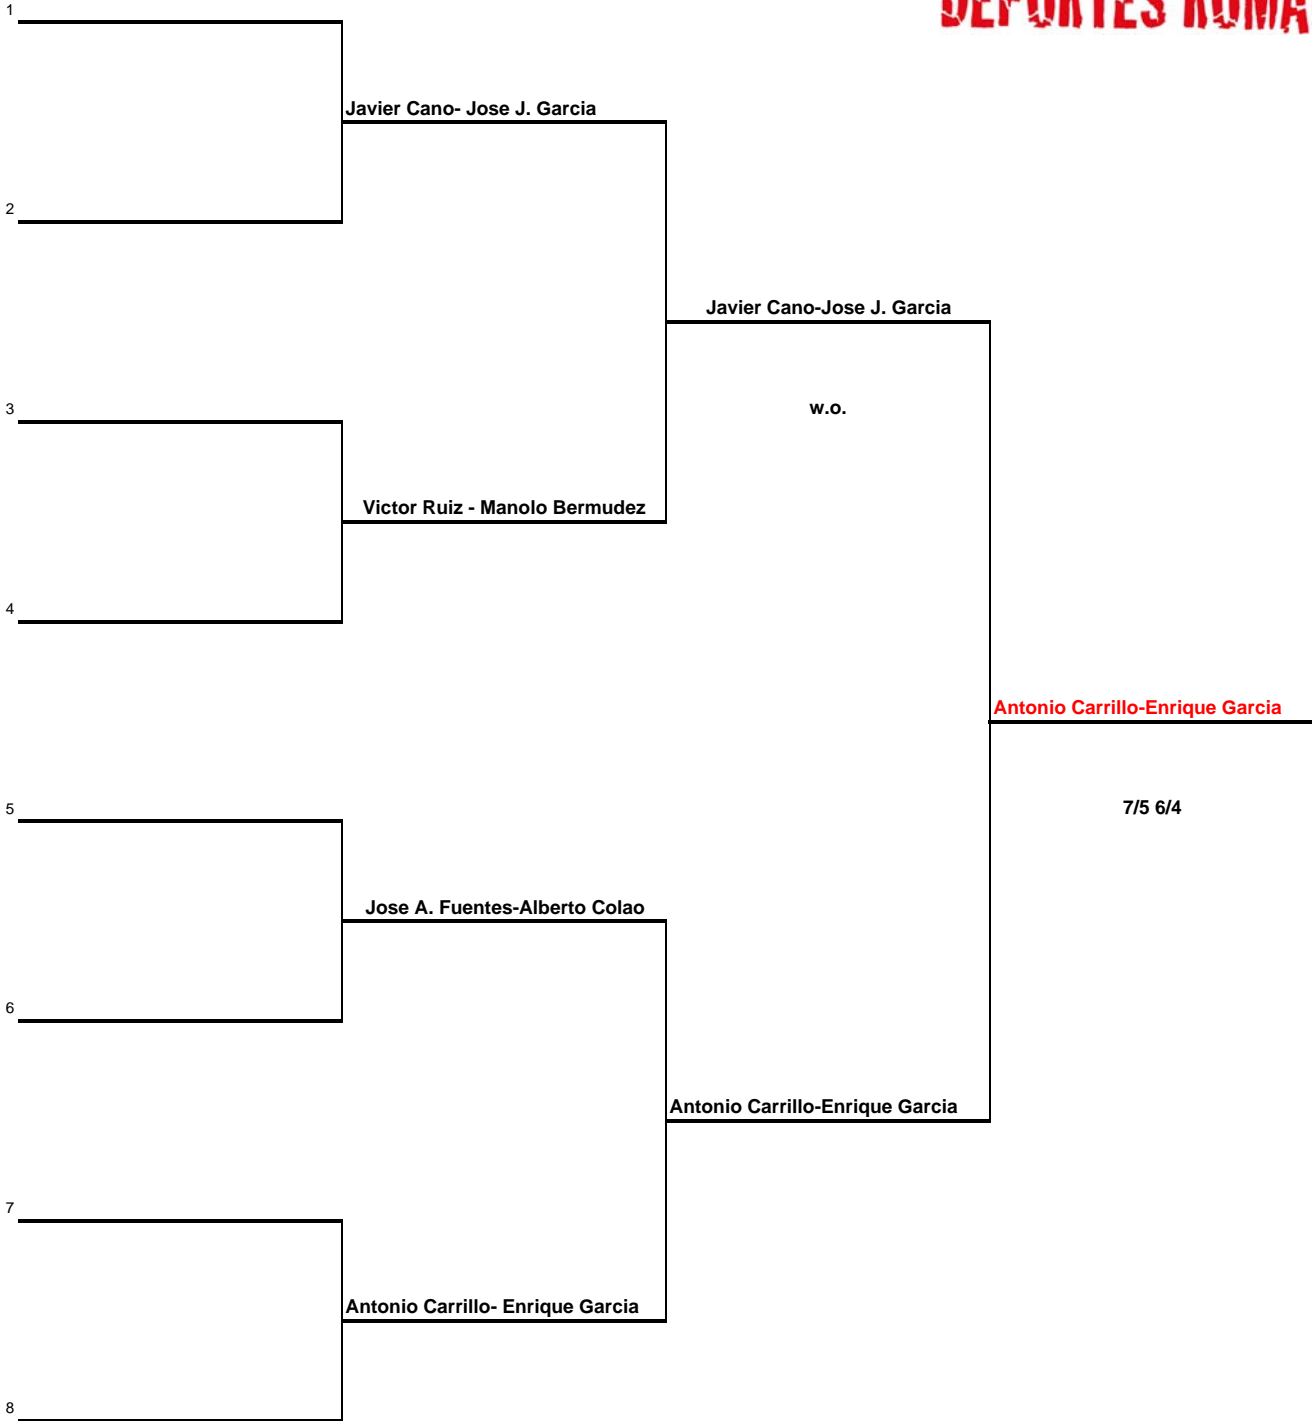 DEPORTES ROMA
1
Javier Cano- Jose J. Garcia
2
Javier Cano-Jose J. Garcia
3
w.o.
Victor Ruiz - Manolo Bermudez
4
Antonio Carrillo-Enrique Garcia
5
7/5 6/4
Jose A. Fuentes-Alberto Colao
6
Antonio Carrillo-Enrique Garcia
7
Antonio Carrillo- Enrique Garcia
8